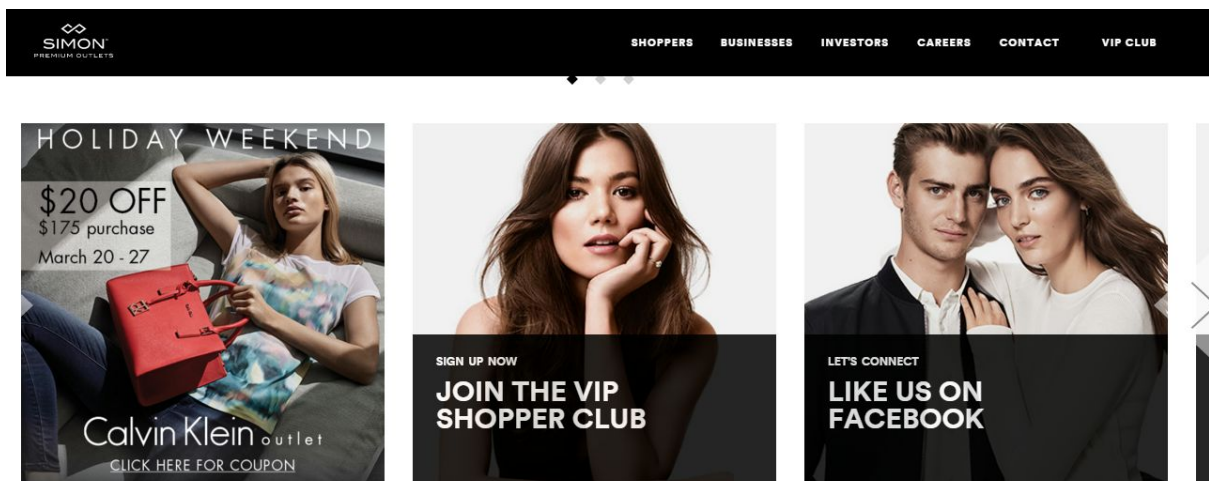 SIMON
PREMIUM OUTLETS
SHOPPERS BUSINESSES INVESTORS CAREERS CONTACT VIP CLUB
HOLIDAY WEEKEND
$20 OFF
$175 purchase
March 20 - 27
Calvin Klein outlet
CLICK HERE FOR COUPON
SIGN UP NOW
JOIN THE VIP
SHOPPER CLUB
LET'S CONNECT
LIKE US ON
FACEBOOK